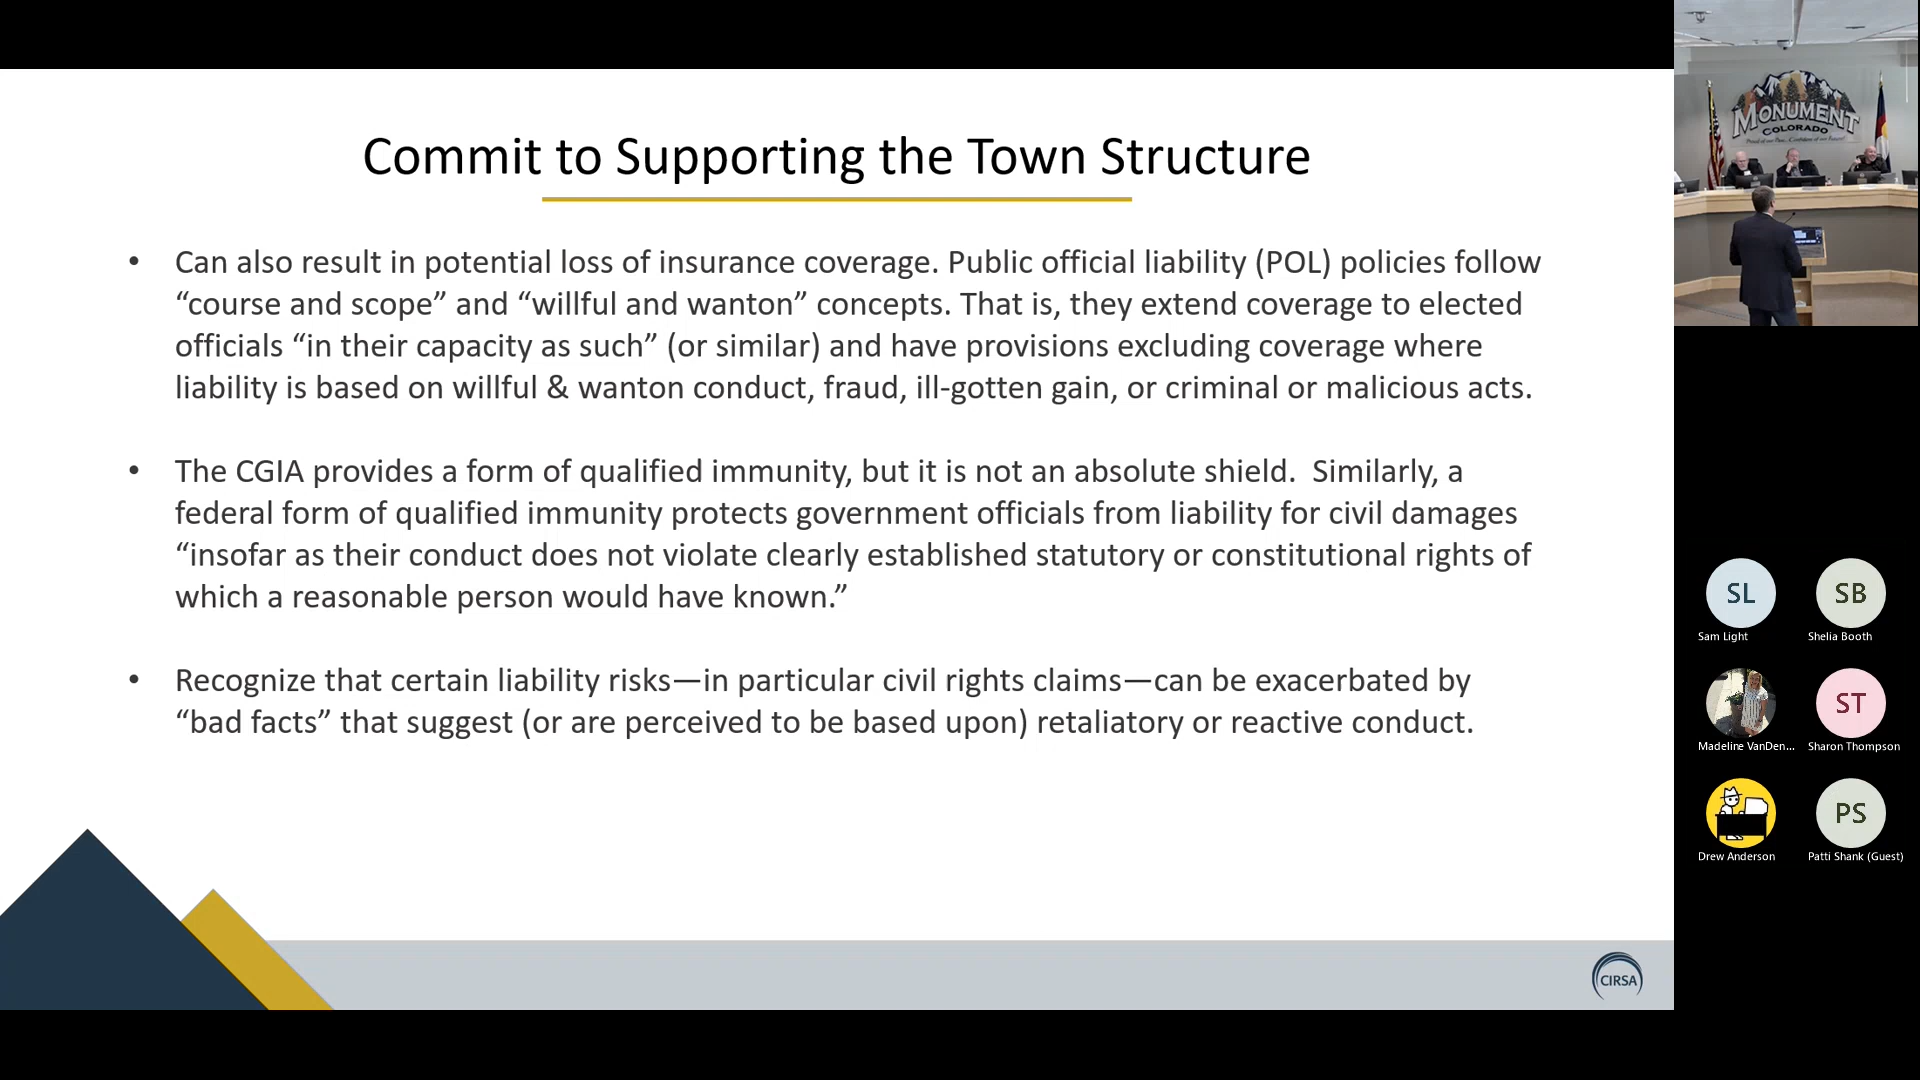 Commit to Supporting the Town Structure
• Can also result in potential loss of insurance coverage. Public official liability (POL) policies follow
“course and scope” and “willful and wanton” concepts. That is, they extend coverage to elected
officials “in their capacity as such” (or similar) and have provisions excluding coverage where
liability is based on willful & wanton conduct, fraud, ill-gotten gain, or criminal or malicious acts.
• The CGIA provides a form of qualified immunity, but it is not an absolute shield.  Similarly, a
federal form of qualified immunity protects government officials from liability for civil damages
“insofar as their conduct does not violate clearly established statutory or constitutional rights of
which a reasonable person would have known.”
• Recognize that certain liability risks—in particular civil rights claims—can be exacerbated by
“bad facts” that suggest (or are perceived to be based upon) retaliatory or reactive conduct.
CIRSA
MONUMENT
COLORADO
SL
Sam Light
SB
Shelia Booth
Madeline VanDen...
ST
Sharon Thompson
Drew Anderson
PS
Patti Shank (Guest)